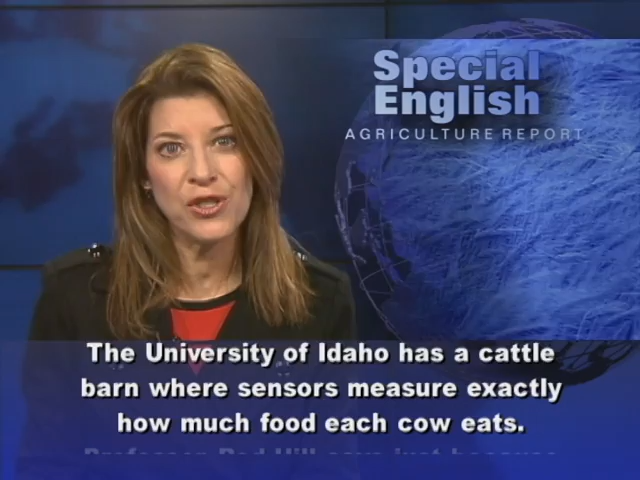 Special
English
AGRICULTURE REPORT
The University of Idaho has a cattle
barn where sensors measure exactly
how much food each cow eats.